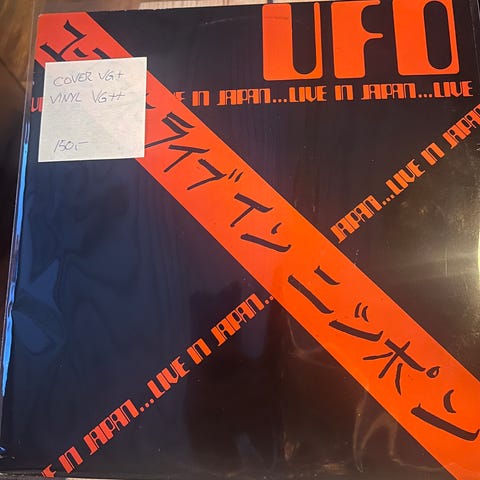 UFO
COVER VG+
VINYL VG++
150,-
E IN JAPAN...LIVE IN JAPAN...LIVE
ライブ イン ニッポン
JAPAN...LIVE IN JAPAN
E IN JAPAN...LIVE IN JAPAN..